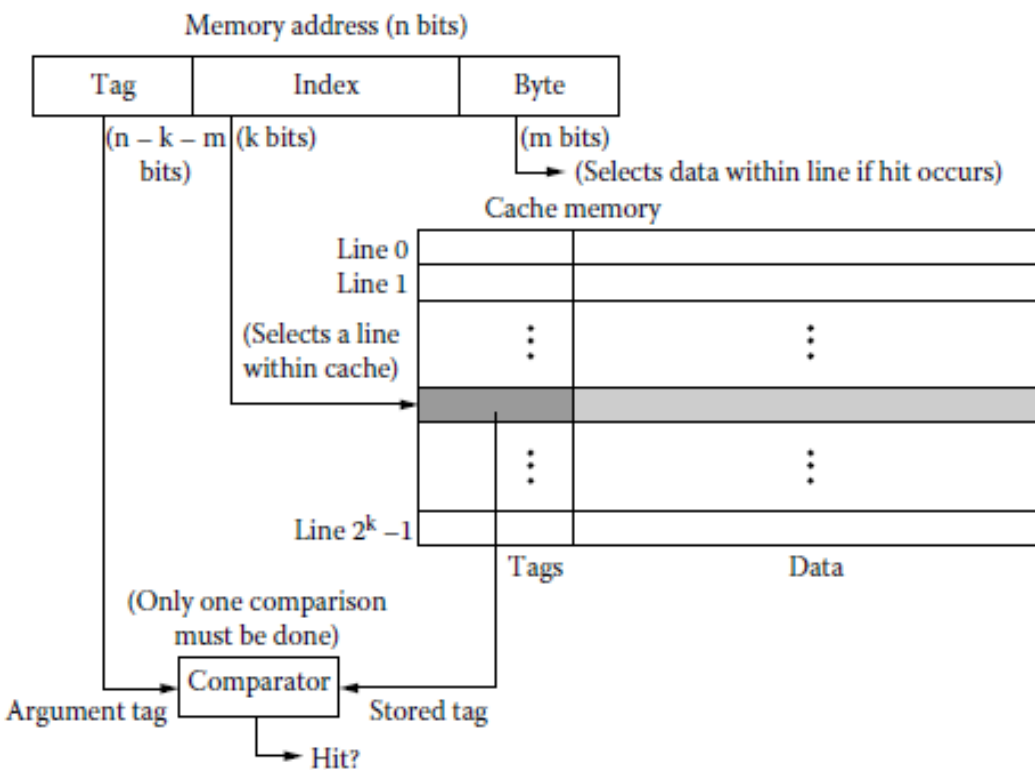 Memory address (n bits)
Tag
Index
Byte
(n – k – m
bits)
(k bits)
(m bits)
(Selects data within line if hit occurs)
Cache memory
Line 0
Line 1
(Selects a line
within cache)
Line 2^k –1
Tags
Data
(Only one comparison
must be done)
Comparator
Argument tag
Stored tag
Hit?